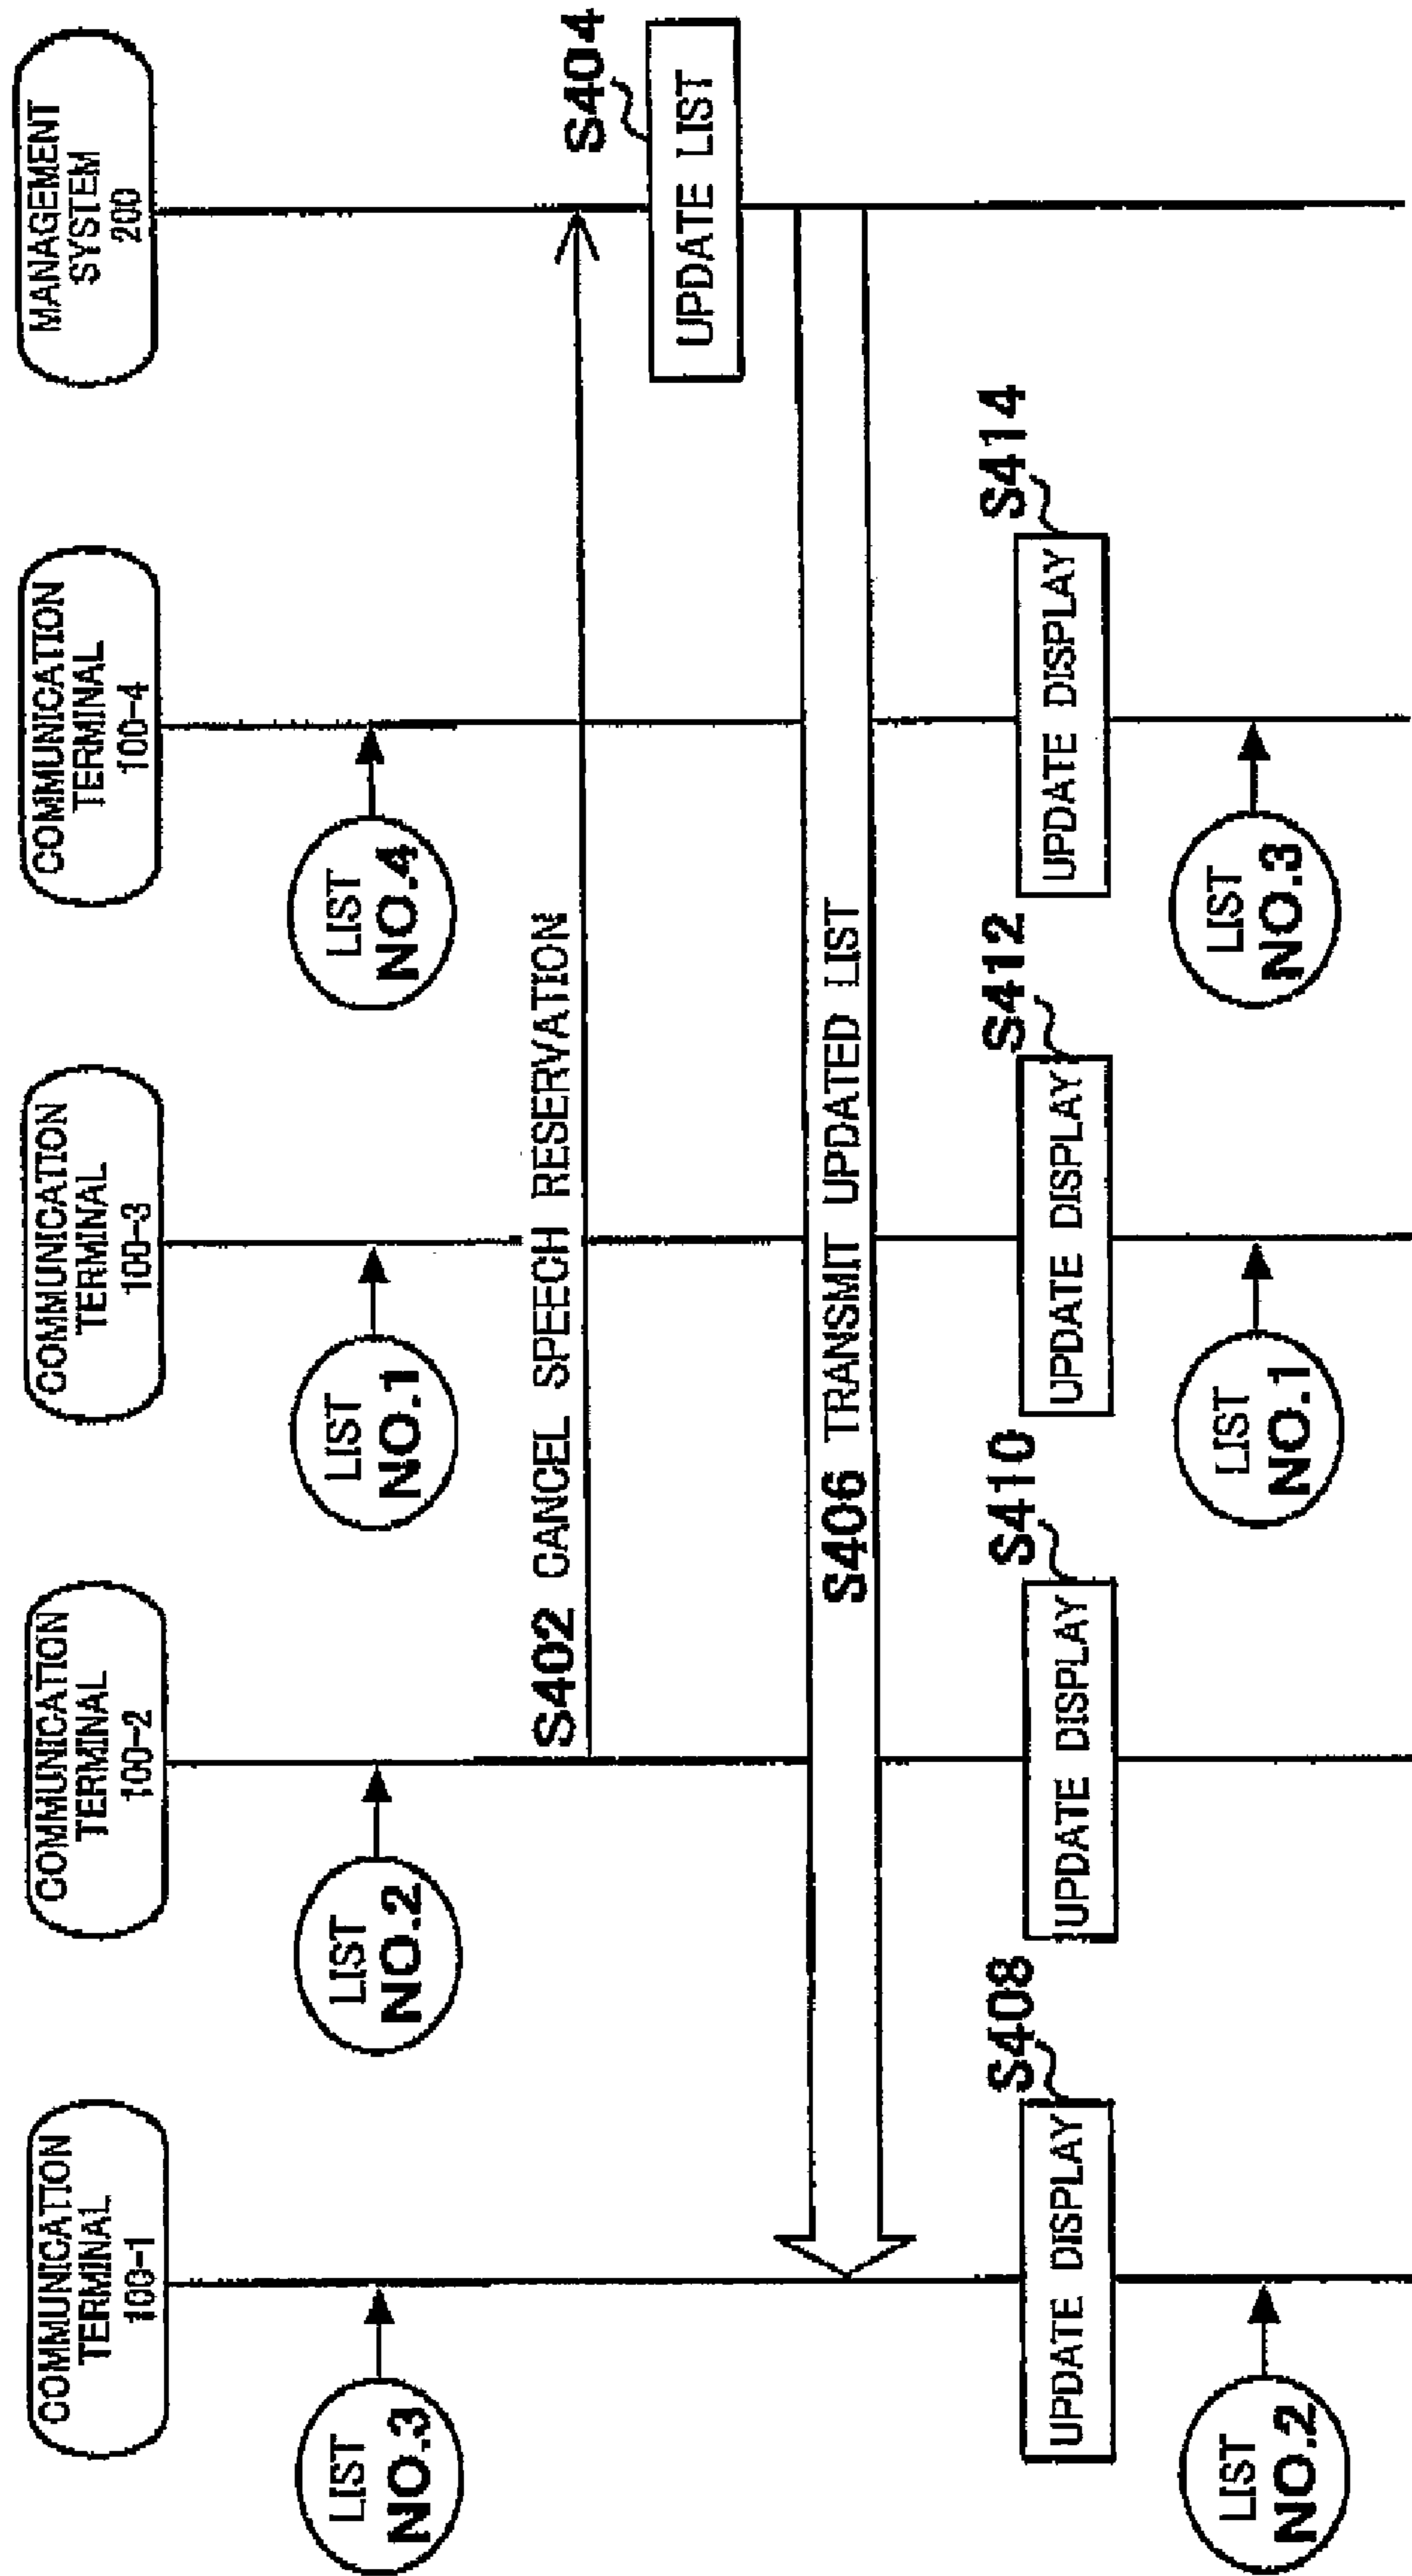 COMMUNICATION
TERMINAL
100-1
COMMUNICATION
TERMINAL
100-2
COMMUNICATION
TERMINAL
100-3
COMMUNICATION
TERMINAL
100-4
MANAGEMENT
SYSTEM
200
LIST
NO.3
LIST
NO.2
LIST
NO.1
LIST
NO.4
S402 CANCEL SPEECH RESERVATION
S404
UPDATE LIST
S406 TRANSMIT UPDATED LIST
S408
UPDATE DISPLAY
S410
UPDATE DISPLAY
S412
UPDATE DISPLAY
S414
UPDATE DISPLAY
LIST
NO.2
LIST
NO.1
LIST
NO.3